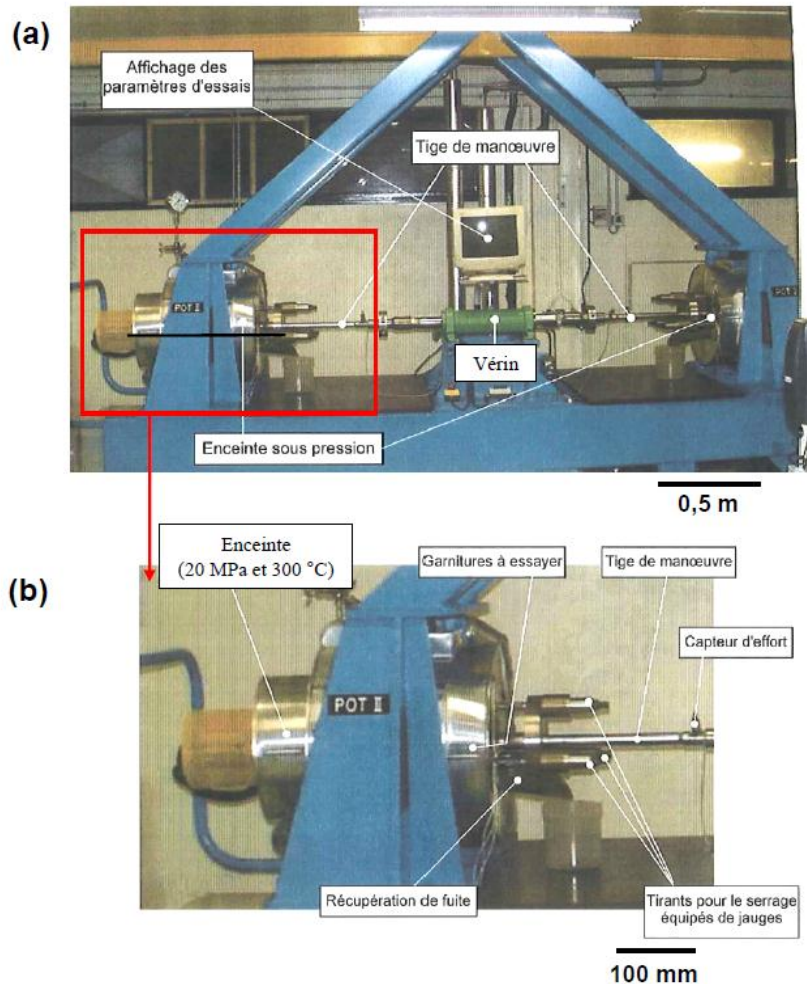 (a)
Affichage des
paramètres d'essais
Tige de manœuvre
POT II
Vérin
Enceinte sous pression
0,5 m
Enceinte
(20 MPa et 300 °C)
(b)
Garnitures à essayer
Tige de manœuvre
Capteur d'effort
POT II
Récupération de fuite
Tirants pour le serrage
équipés de jauges
100 mm